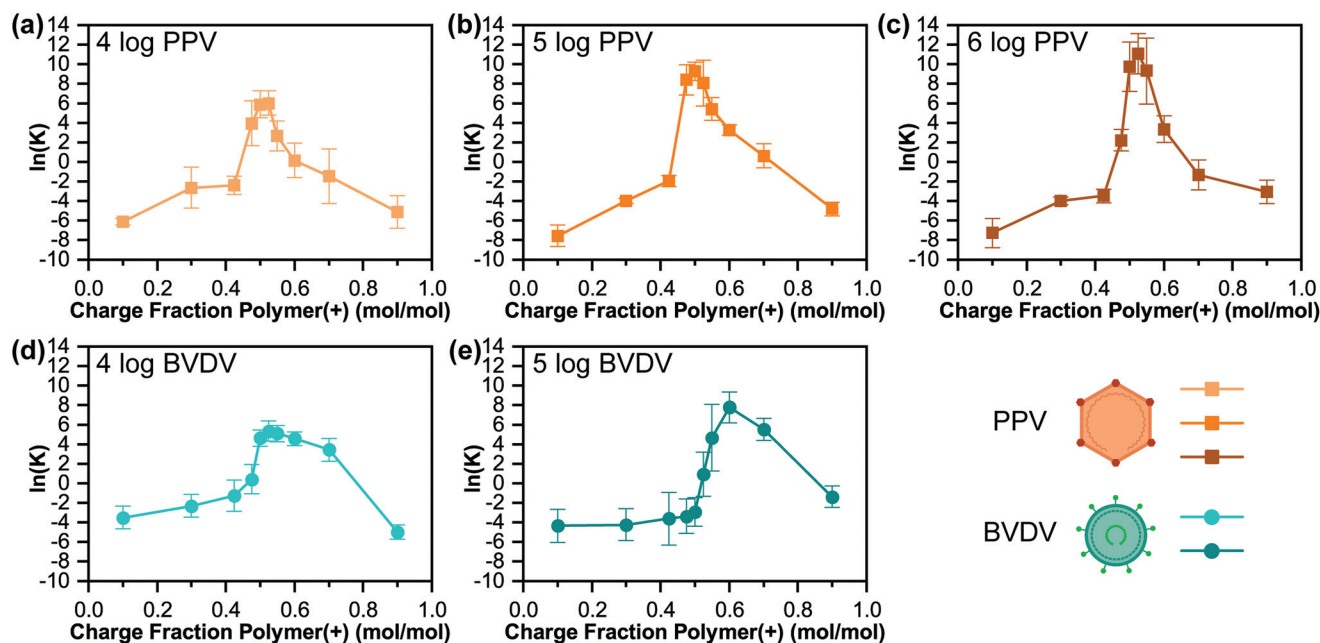 (a) 4 log PPV
14
12
10
8
6
4
2
0
-2
-4
-6
-8
-10
ln(K)
0.0 0.2 0.4 0.6 0.8 1.0
Charge Fraction Polymer(+) (mol/mol)
(b) 5 log PPV
14
12
10
8
6
4
2
0
-2
-4
-6
-8
-10
ln(K)
0.0 0.2 0.4 0.6 0.8 1.0
Charge Fraction Polymer(+) (mol/mol)
(c) 6 log PPV
14
12
10
8
6
4
2
0
-2
-4
-6
-8
-10
ln(K)
0.0 0.2 0.4 0.6 0.8 1.0
Charge Fraction Polymer(+) (mol/mol)
(d) 4 log BVDV
14
12
10
8
6
4
2
0
-2
-4
-6
-8
-10
ln(K)
0.0 0.2 0.4 0.6 0.8 1.0
Charge Fraction Polymer(+) (mol/mol)
(e) 5 log BVDV
14
12
10
8
6
4
2
0
-2
-4
-6
-8
-10
ln(K)
0.0 0.2 0.4 0.6 0.8 1.0
Charge Fraction Polymer(+) (mol/mol)
PPV
BVDV